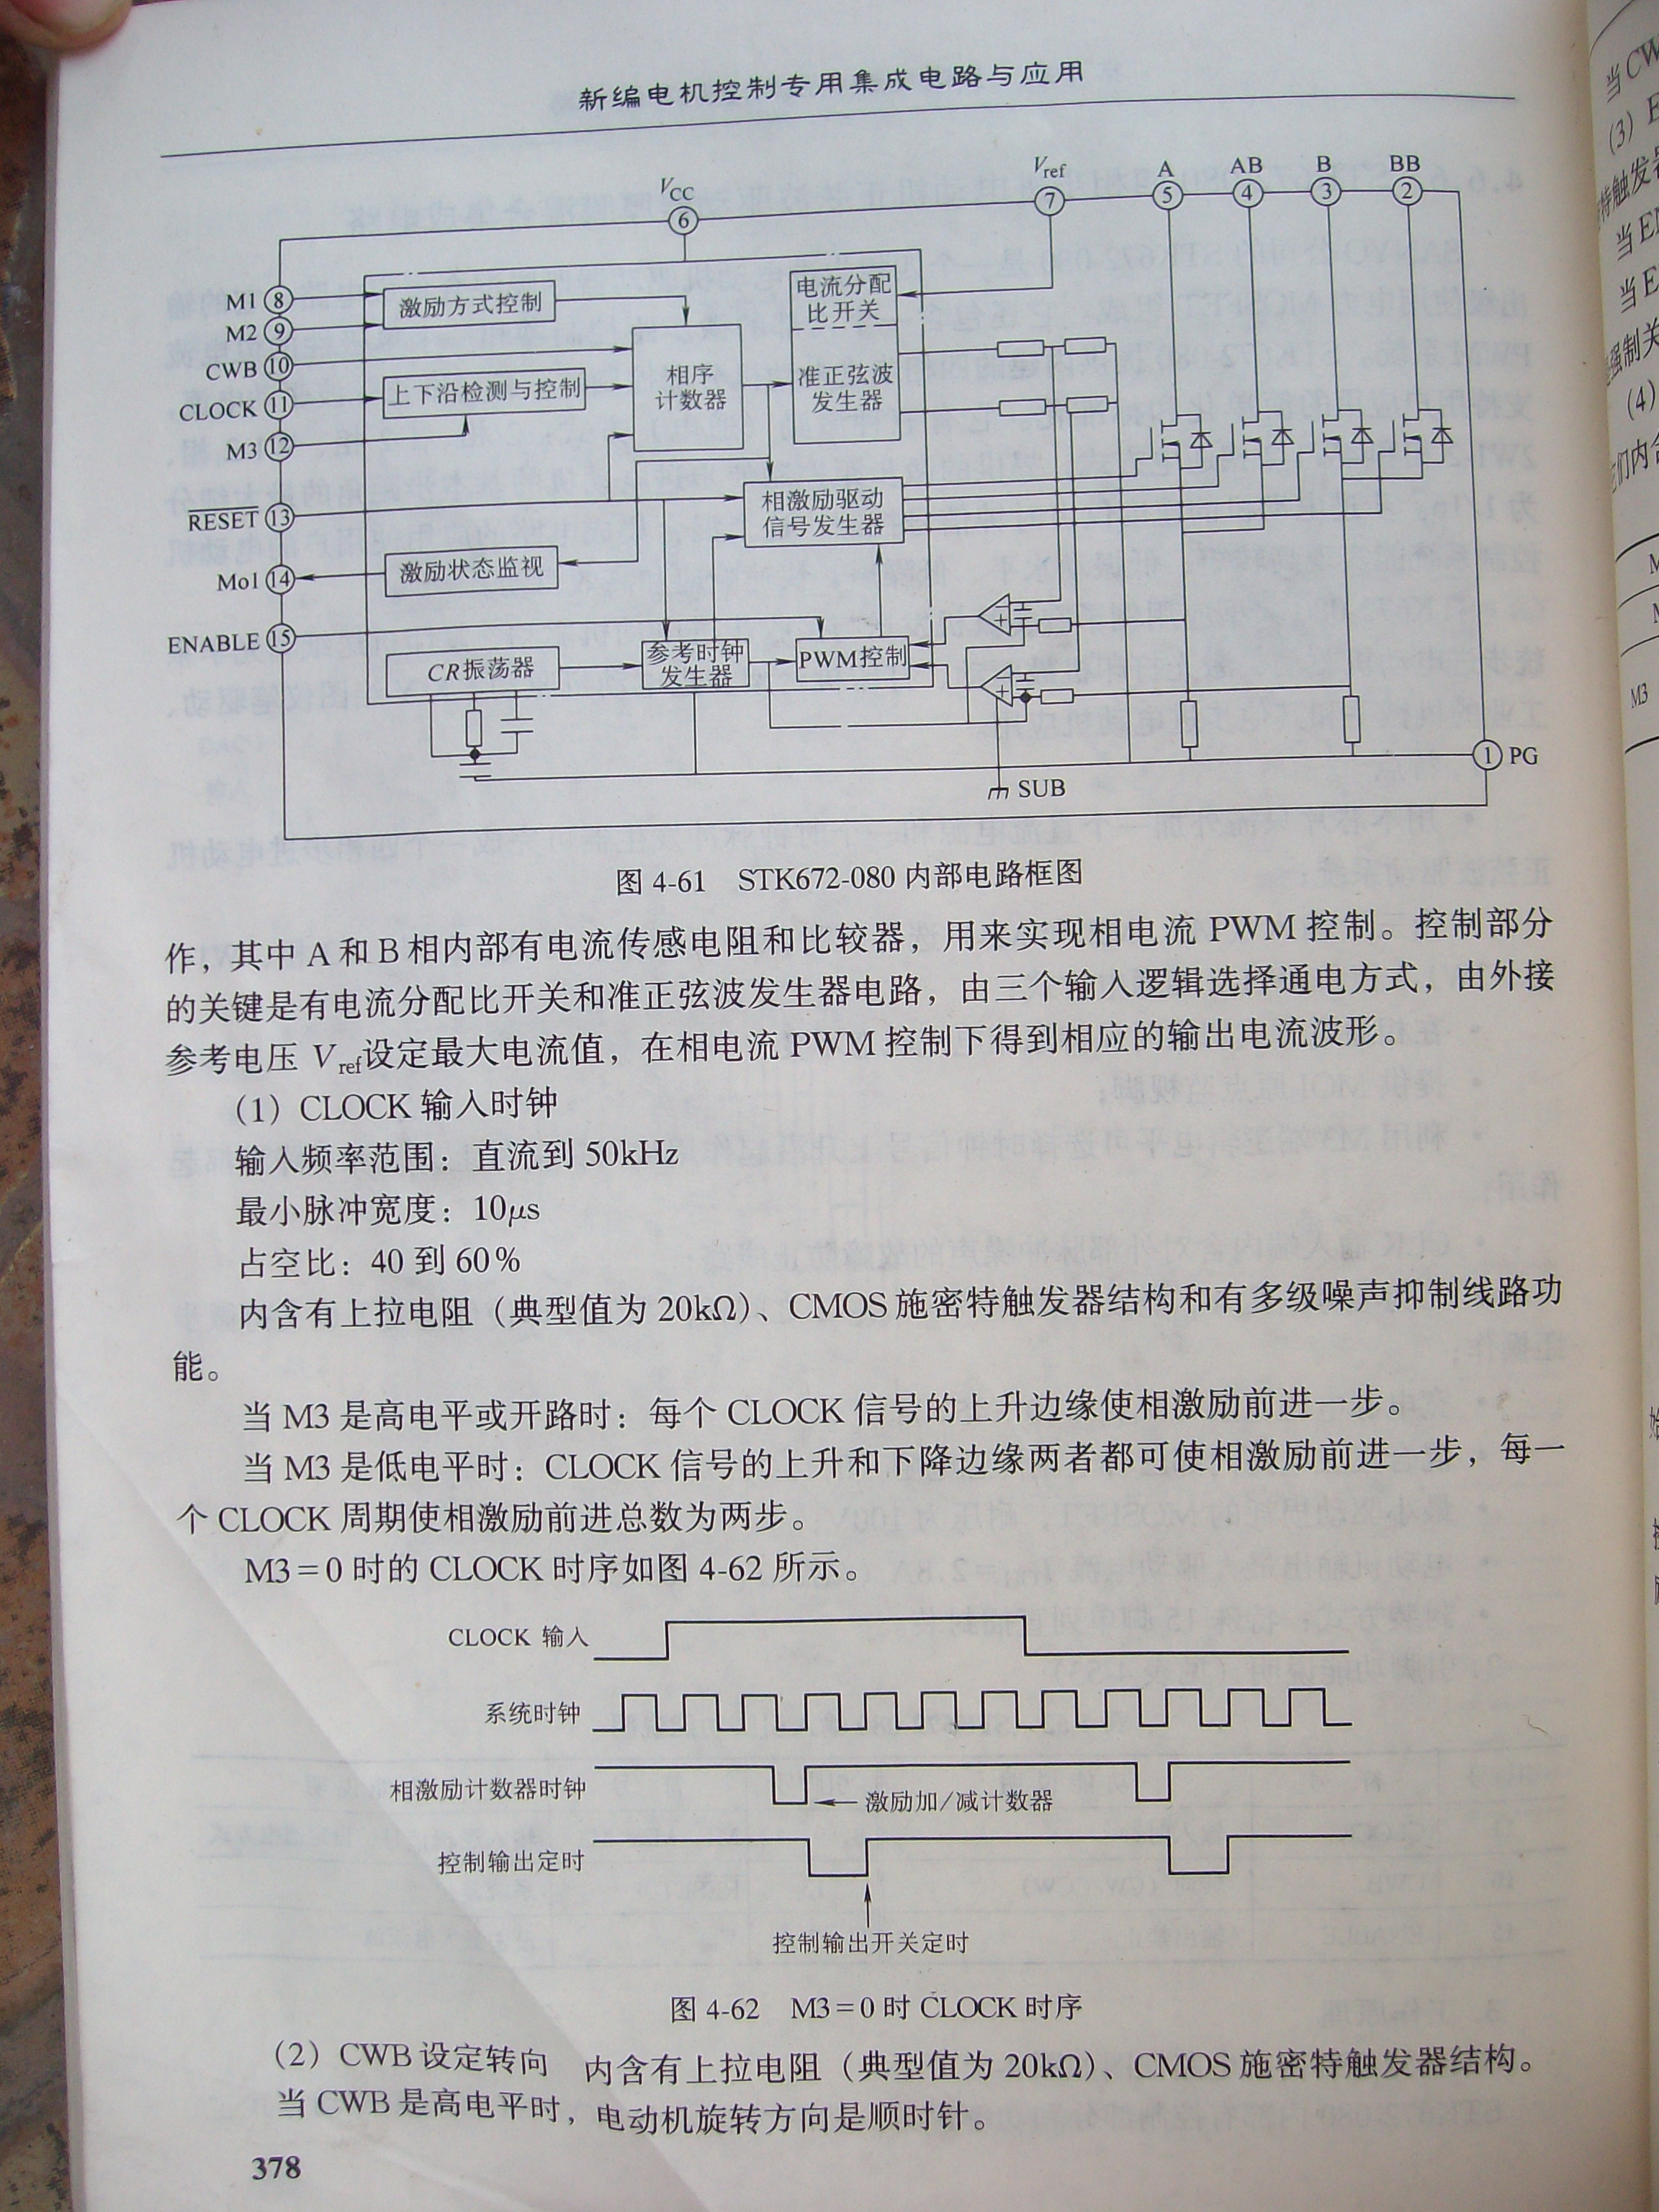 新编电机控制专用集成电路与应用
VCC
Vref
A
AB
B
BB
6
7
5
4
3
2
M1 8
M2 9
CWB 10
CLOCK 11
M3 12
RESET 13
Mo1 14
ENABLE 15
激励方式控制
上下沿检测与控制
相序
计数器
电流分配
比开关
准正弦波
发生器
相激励驱动
信号发生器
激励状态监视
CR振荡器
参考时钟
发生器
PWM控制
+
+
1 PG
SUB
图 4-61 STK672-080 内部电路框图
作，其中 A 和 B 相内部有电流传感电阻和比较器，用来实现相电流 PWM 控制。控制部分
的关键是有电流分配比开关和准正弦波发生器电路，由三个输入逻辑选择通电方式，由外接
参考电压 Vref设定最大电流值，在相电流 PWM 控制下得到相应的输出电流波形。
（1）CLOCK 输入时钟
输入频率范围：直流到 50kHz
最小脉冲宽度：10μs
占空比：40 到 60%
内含有上拉电阻（典型值为 20kΩ）、CMOS 施密特触发器结构和有多级噪声抑制线路功
能。
当 M3 是高电平或开路时：每个 CLOCK 信号的上升边缘使相激励前进一步。
当 M3 是低电平时：CLOCK 信号的上升和下降边缘两者都可使相激励前进一步，每一
个 CLOCK 周期使相激励前进总数为两步。
M3＝0 时的 CLOCK 时序如图 4-62 所示。
CLOCK 输入
系统时钟
相激励计数器时钟
激励加/减计数器
控制输出定时
控制输出开关定时
图 4-62 M3＝0 时 CLOCK 时序
（2）CWB 设定转向 内含有上拉电阻（典型值为 20kΩ）、CMOS 施密特触发器结构。
当 CWB 是高电平时，电动机旋转方向是顺时针。
378
当 CW
(3) E
当 E
(4)
M3